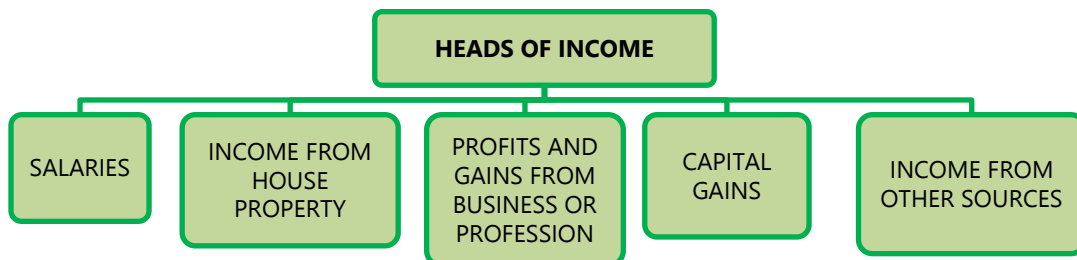 HEADS OF INCOME
SALARIES
INCOME FROM
HOUSE
PROPERTY
PROFITS AND
GAINS FROM
BUSINESS OR
PROFESSION
CAPITAL
GAINS
INCOME FROM
OTHER SOURCES